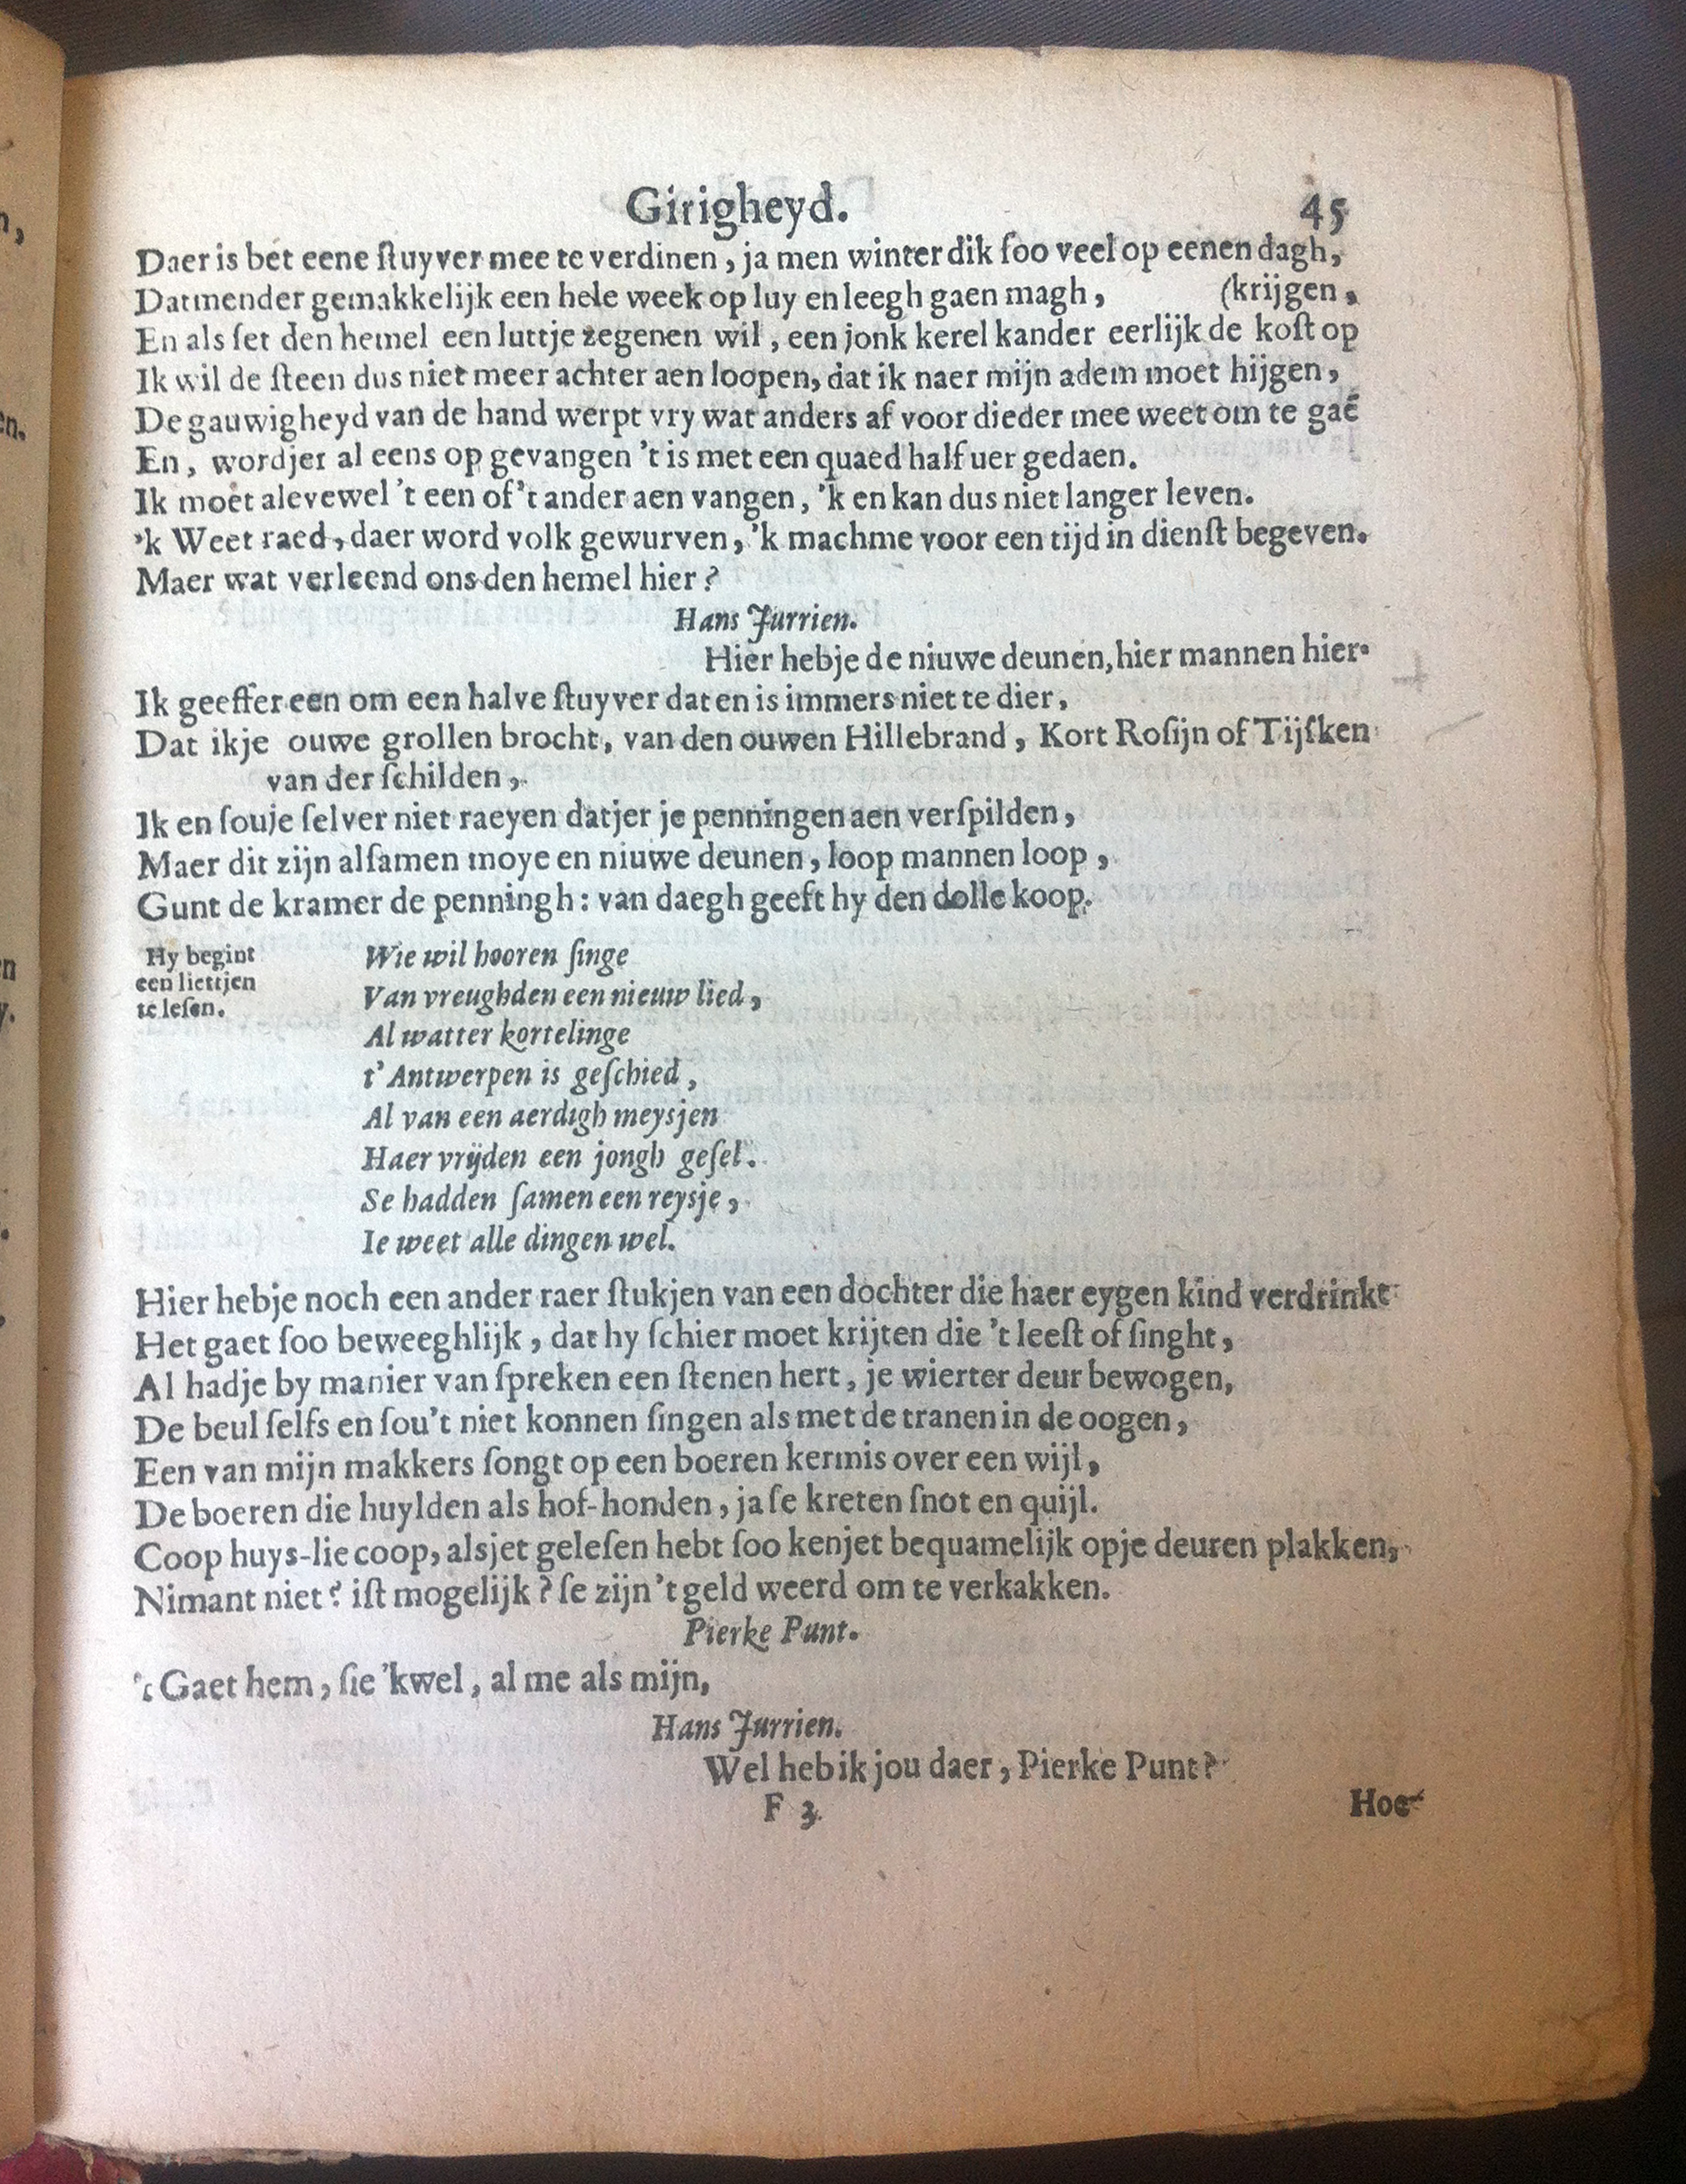 Girigheyd. 45
Daer is bet eene ſtuyver mee te verdinen, ja men winter dik ſoo veel op eenen dagh,
Datmender gemakkelijk een hele week op luy en leegh gaen magh, (krijgen,
En als ſet den hemel een luttje zegenen wil, een jonk kerel kander eerlijk de koſt op
Ik wil de ſteen dus niet meer achter aen loopen, dat ik naer mijn adem moet hijgen,
De gauwigheyd van de hand werpt vry wat anders af voor dieder mee weet om te gaē
En, wordjer al eens op gevangen 't is met een quaed half uer gedaen.
Ik moet alevewel 't een of 't ander aen vangen, 'k en kan dus niet langer leven.
'k Weet raed, daer word volk gewurven, 'k machme voor een tijd in dienſt begeven.
Maer wat verleend ons den hemel hier?
Hans Jurrien.
Hier hebje de niuwe deunen, hier mannen hier.
Ik geeffer een om een halve ſtuyver dat en is immers niet te dier,
Dat ikje ouwe grollen brocht, van den ouwen Hillebrand, Kort Roſijn of Tijſken
van der ſchilden,
Ik en ſouje ſelver niet raeyen datjer je penningen aen verſpilden,
Maer dit zijn alſamen moye en niuwe deunen, loop mannen loop,
Gunt de kramer de penningh: van daegh geeft hy den dolle koop.
Hy begint
een liettjen
te leſen.
Wie wil hooren ſinge
Van vreughden een nieuw lied,
Al watter kortelinge
t'Antwerpen is geſchied,
Al van een aerdigh meysjen
Haer vrijden een jongh geſel.
Se hadden ſamen een reysje,
Ie weet alle dingen wel.
Hier hebje noch een ander raer ſtukjen van een dochter die haer eygen kind verdrinkt
Het gaet ſoo beweeghlijk, dat hy ſchier moet krijten die 't leeſt of ſinght,
Al hadje by manier van ſpreken een ſtenen hert, je wierter deur bewogen,
De beul ſelfs en ſou't niet konnen ſingen als met de tranen in de oogen,
Een van mijn makkers ſongt op een boeren kermis over een wijl,
De boeren die huylden als hof-honden, ja ſe kreten ſnot en quijl.
Coop huys-lie coop, alsjet geleſen hebt ſoo kenjet bequamelijk opje deuren plakken,
Nimant niet? iſt mogelijk? ſe zijn 't geld weerd om te verkakken.
Pierke Punt.
't Gaet hem, ſie 'k wel, al me als mijn,
Hans Jurrien.
Wel heb ik jou daer, Pierke Punt?
F 3 Hoe